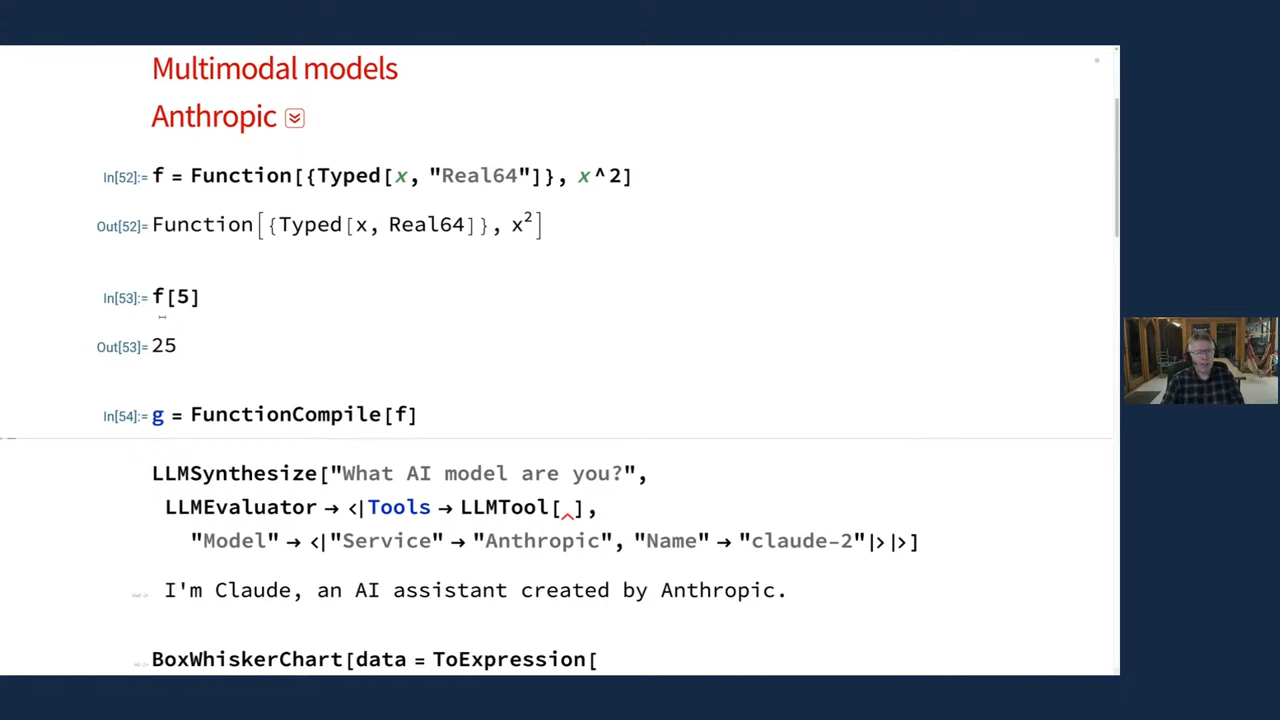 Multimodal models
Anthropic
In[52]:= f = Function[{Typed[x, "Real64"]}, x^2]
Out[52]= Function[{Typed[x, Real64]}, x²]
In[53]:= f[5]
Out[53]= 25
In[54]:= g = FunctionCompile[f]
LLMSynthesize["What AI model are you?",
LLMEvaluator → <|Tools → LLMTool[‸],
"Model" → <|"Service" → "Anthropic", "Name" → "claude-2"|>|>]
I'm Claude, an AI assistant created by Anthropic.
BoxWhiskerChart[data = ToExpression[